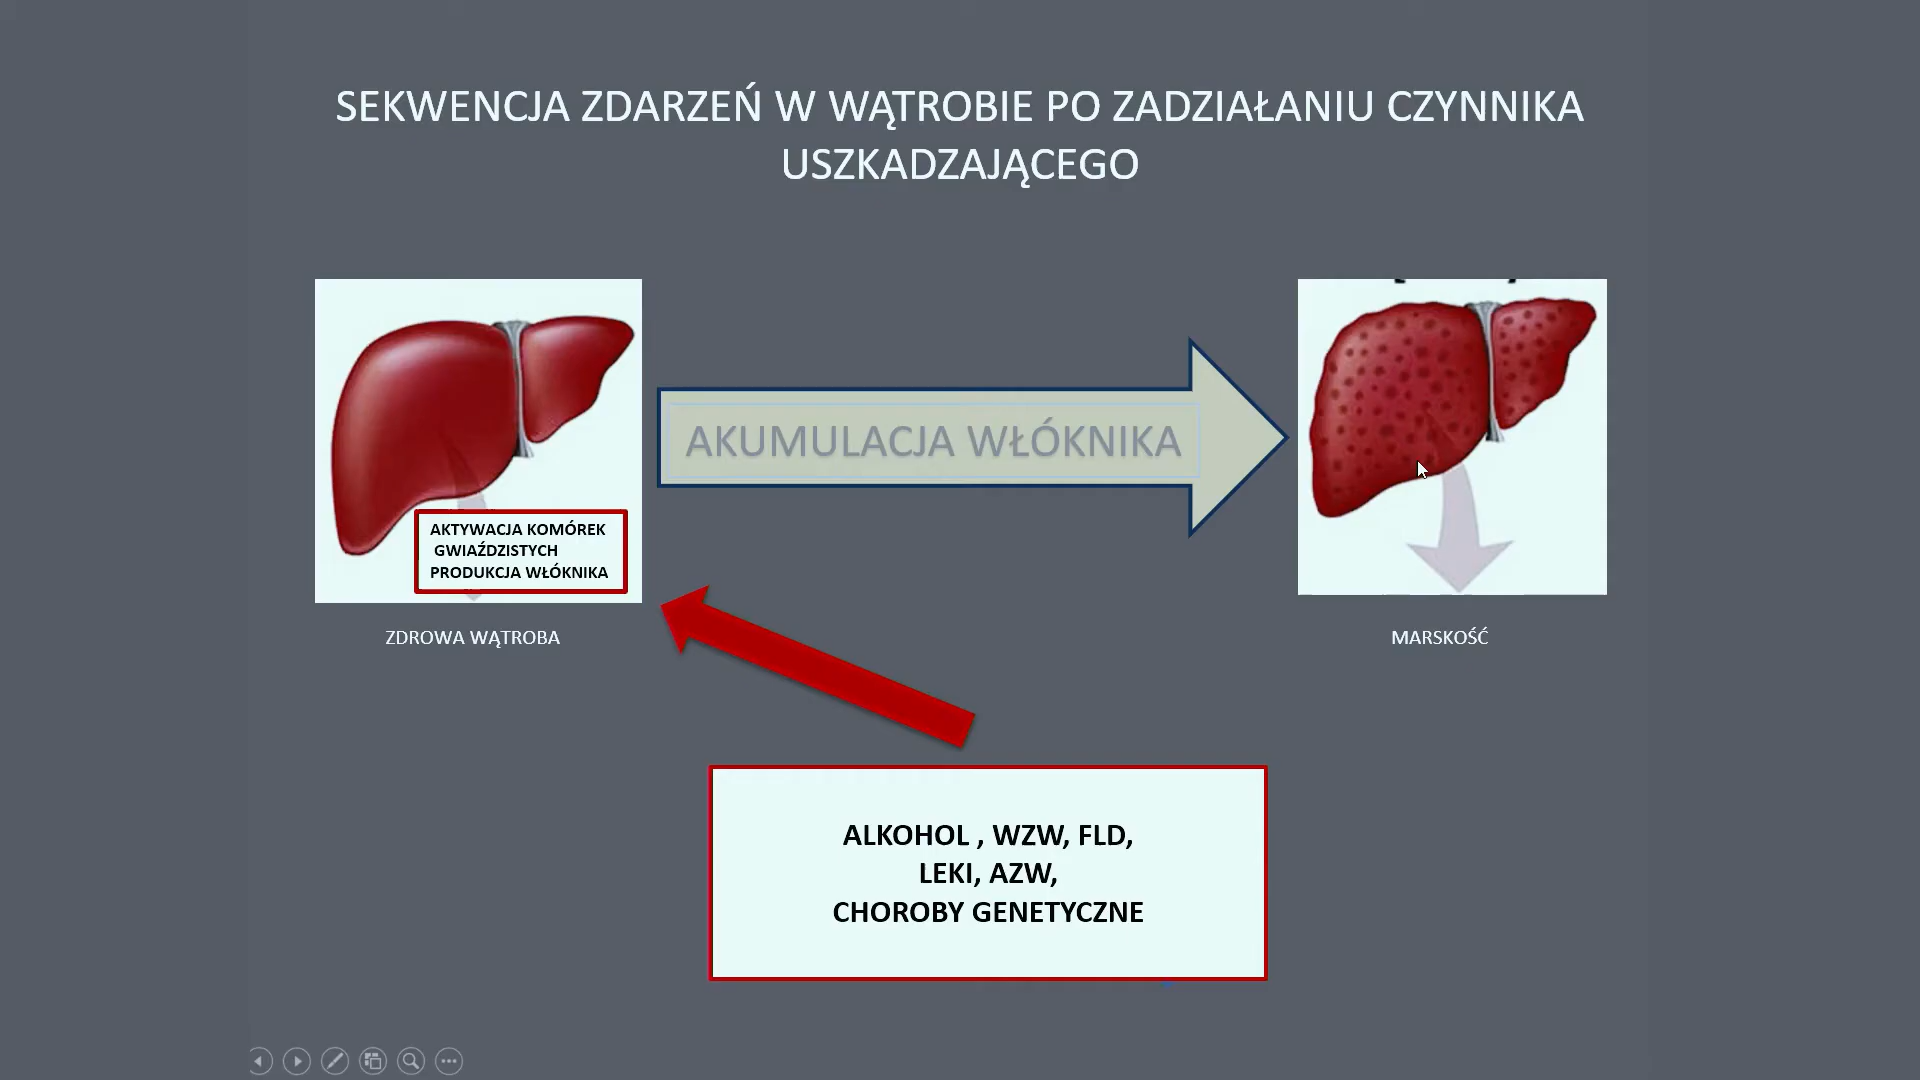 SEKWENCJA ZDARZEŃ W WĄTROBIE PO ZADZIAŁANIU CZYNNIKA
USZKADZAJĄCEGO
AKUMULACJA WŁÓKNIKA
AKTYWACJA KOMÓREK
GWIAŹDZISTYCH
PRODUKCJA WŁÓKNIKA
ZDROWA WĄTROBA
MARSKOŚĆ
ALKOHOL , WZW, FLD,
LEKI, AZW,
CHOROBY GENETYCZNE